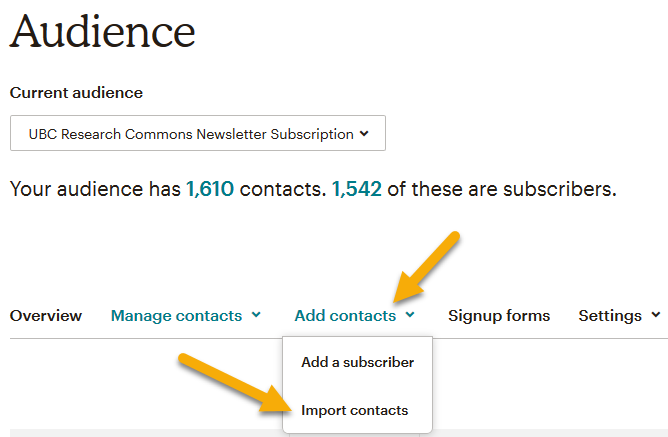 Audience
Current audience
UBC Research Commons Newsletter Subscription
Your audience has 1,610 contacts. 1,542 of these are subscribers.
Overview Manage contacts Add contacts Signup forms Settings
Add a subscriber
Import contacts